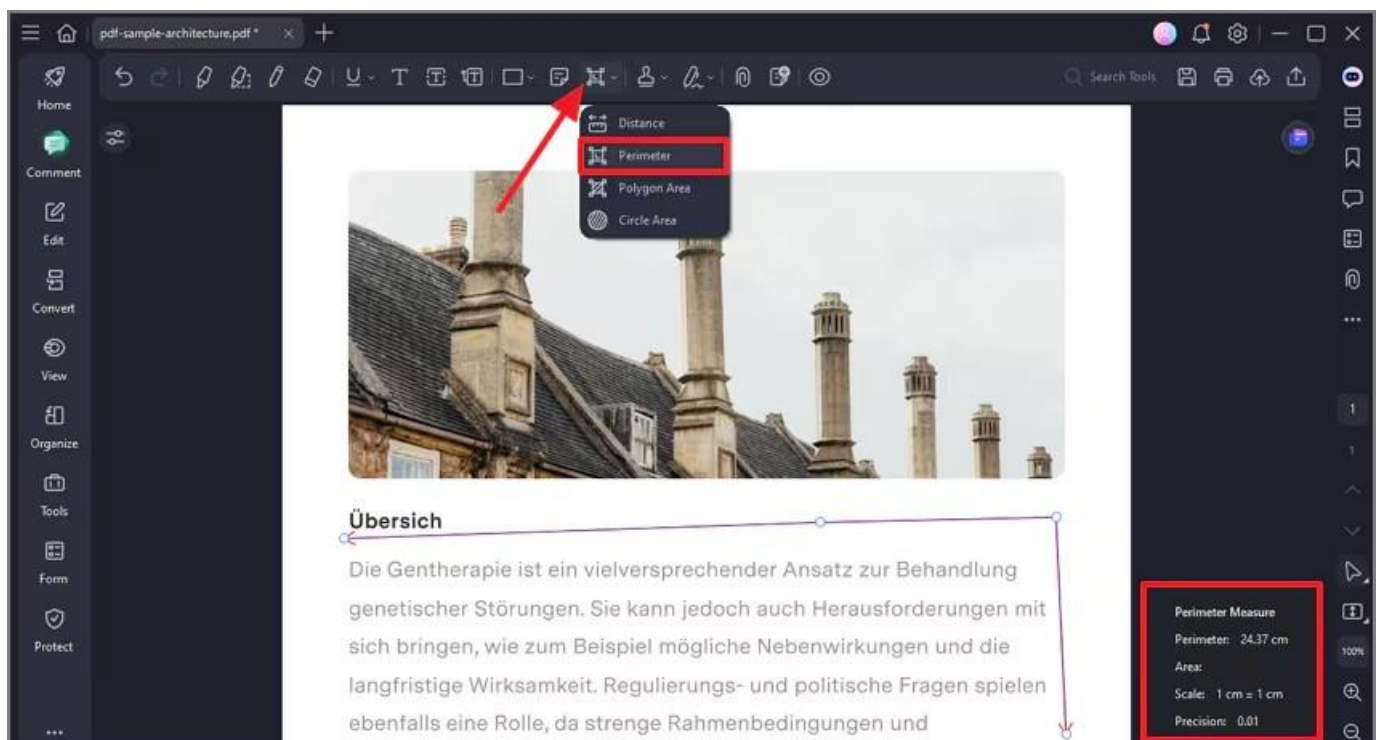 pdf-sample-architecture.pdf *
Search Tools
Home
Comment
Edit
Convert
View
Organize
Tools
Form
Protect
Distance
Perimeter
Polygon Area
Circle Area
Übersich
Die Gentherapie ist ein vielversprechender Ansatz zur Behandlung
genetischer Störungen. Sie kann jedoch auch Herausforderungen mit
sich bringen, wie zum Beispiel mögliche Nebenwirkungen und die
langfristige Wirksamkeit. Regulierungs- und politische Fragen spielen
ebenfalls eine Rolle, da strenge Rahmenbedingungen und
1
1
100%
Perimeter Measure
Perimeter: 24.37 cm
Area:
Scale: 1 cm = 1 cm
Precision: 0.01